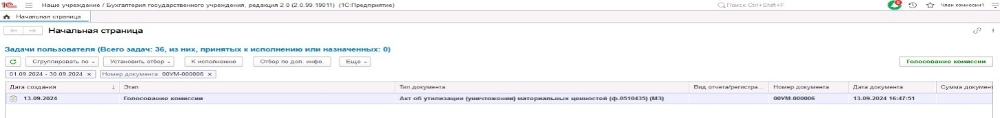 1С Наше учреждение / Бухгалтерия государственного учреждения, редакция 2.0 (2.0.99.19011) (1С:Предприятие) Поиск Ctrl+Shift+F Член комиссии1
Начальная страница
Начальная страница
Задачи пользователя (Всего задач: 36, из них, принятых к исполнению или назначенных: 0)
Сгруппировать по Установить отбор К исполнению Отбор по доп. инфо. Еще Голосование комиссии
01.09.2024 - 30.09.2024 × Номер документа: 00УМ-000006 ×
Дата создания ↓ Этап Тип документа Вид отчета/регистра... Номер документа Дата документа Сумма документ
13.09.2024 Голосование комиссии Акт об утилизации (уничтожении) материальных ценностей (ф.0510435) (МЗ) 00УМ-000006 13.09.2024 16:47:51